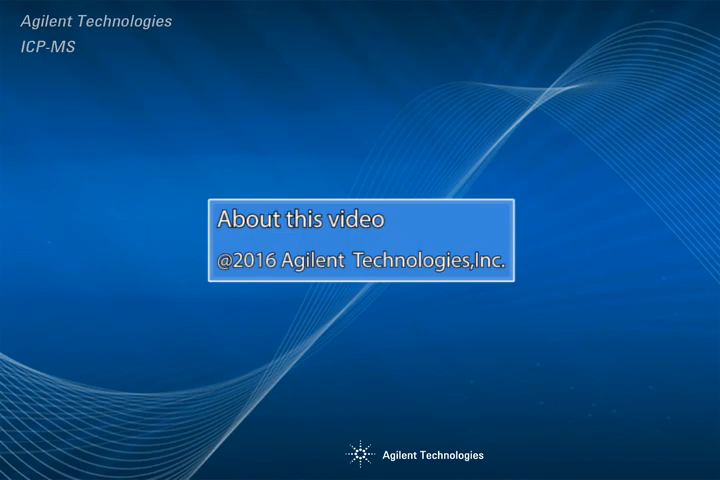 Agilent Technologies
ICP-MS
About this video
@2016 Agilent Technologies,Inc.
Agilent Technologies